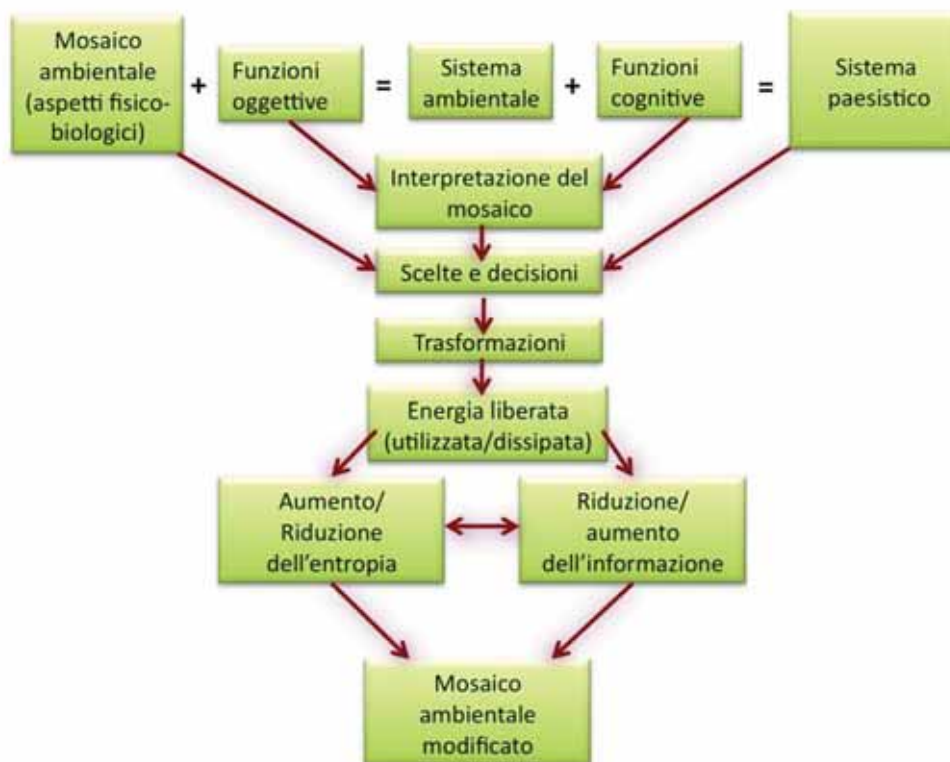 Mosaico
ambientale
(aspetti fisico-
biologici)
+
Funzioni
oggettive
=
Sistema
ambientale
+
Funzioni
cognitive
=
Sistema
paesistico
Interpretazione del
mosaico
Scelte e decisioni
Trasformazioni
Energia liberata
(utilizzata/dissipata)
Aumento/
Riduzione
dell'entropia
Riduzione/
aumento
dell'informazione
Mosaico
ambientale
modificato